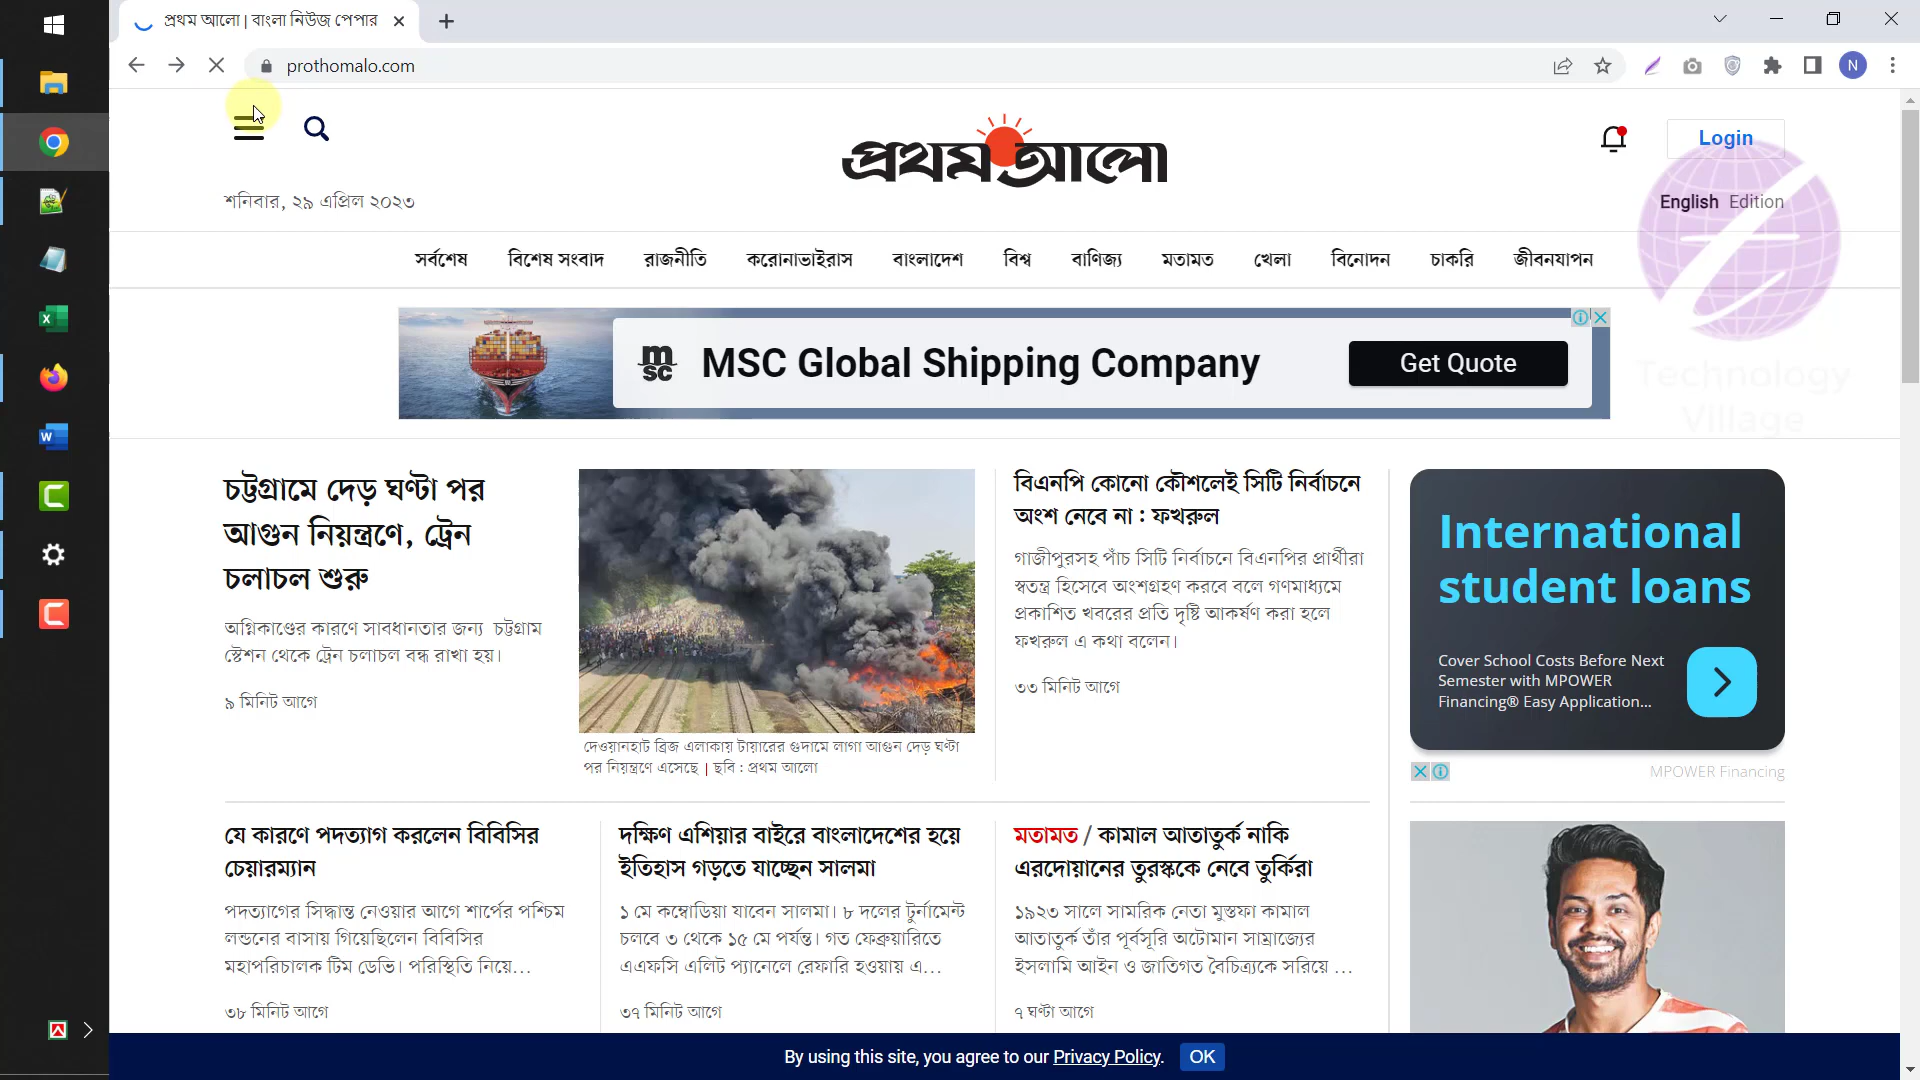 প্রথম আলো | বাংলা নিউজ পেপার
prothomalo.com
N
প্রথম আলো
Login
শনিবার, ২৯ এপ্রিল ২০২৩
English Edition
সর্বশেষ বিশেষ সংবাদ রাজনীতি করোনাভাইরাস বাংলাদেশ বিশ্ব বাণিজ্য মতামত খেলা বিনোদন চাকরি জীবনযাপন
msc MSC Global Shipping Company Get Quote
Technology
Village
চট্টগ্রামে দেড় ঘণ্টা পর
আগুন নিয়ন্ত্রণে, ট্রেন
চলাচল শুরু
অগ্নিকাণ্ডের কারণে সাবধানতার জন্য চট্টগ্রাম
স্টেশন থেকে ট্রেন চলাচল বন্ধ রাখা হয়।
৯ মিনিট আগে
দেওয়ানহাট ব্রিজ এলাকায় টায়ারের গুদামে লাগা আগুন দেড় ঘণ্টা
পর নিয়ন্ত্রণে এসেছে | ছবি : প্রথম আলো
বিএনপি কোনো কৌশলেই সিটি নির্বাচনে
অংশ নেবে না : ফখরুল
গাজীপুরসহ পাঁচ সিটি নির্বাচনে বিএনপির প্রার্থীরা
স্বতন্ত্র হিসেবে অংশগ্রহণ করবে বলে গণমাধ্যমে
প্রকাশিত খবরের প্রতি দৃষ্টি আকর্ষণ করা হলে
ফখরুল এ কথা বলেন।
৩৩ মিনিট আগে
International
student loans
Cover School Costs Before Next
Semester with MPOWER
Financing® Easy Application...
MPOWER Financing
যে কারণে পদত্যাগ করলেন বিবিসির
চেয়ারম্যান
পদত্যাগের সিদ্ধান্ত নেওয়ার আগে শার্পের পশ্চিম
লন্ডনের বাসায় গিয়েছিলেন বিবিসির
মহাপরিচালক টিম ডেভি। পরিস্থিতি নিয়ে...
৩৮ মিনিট আগে
দক্ষিণ এশিয়ার বাইরে বাংলাদেশের হয়ে
ইতিহাস গড়তে যাচ্ছেন সালমা
১ মে কম্বোডিয়া যাবেন সালমা। ৮ দলের টুর্নামেন্ট
চলবে ৩ থেকে ১৫ মে পর্যন্ত। গত ফেব্রুয়ারিতে
এএফসি এলিট প্যানেলে রেফারি হওয়ায় এ...
৩৭ মিনিট আগে
মতামত / কামাল আতাতুর্ক নাকি
এরদোয়ানের তুরস্ককে নেবে তুর্কিরা
১৯২৩ সালে সামরিক নেতা মুস্তফা কামাল
আতাতুর্ক তাঁর পূর্বসূরি অটোমান সাম্রাজ্যের
ইসলামি আইন ও জাতিগত বৈচিত্র্যকে সরিয়ে ...
৭ ঘণ্টা আগে
By using this site, you agree to our Privacy Policy. OK